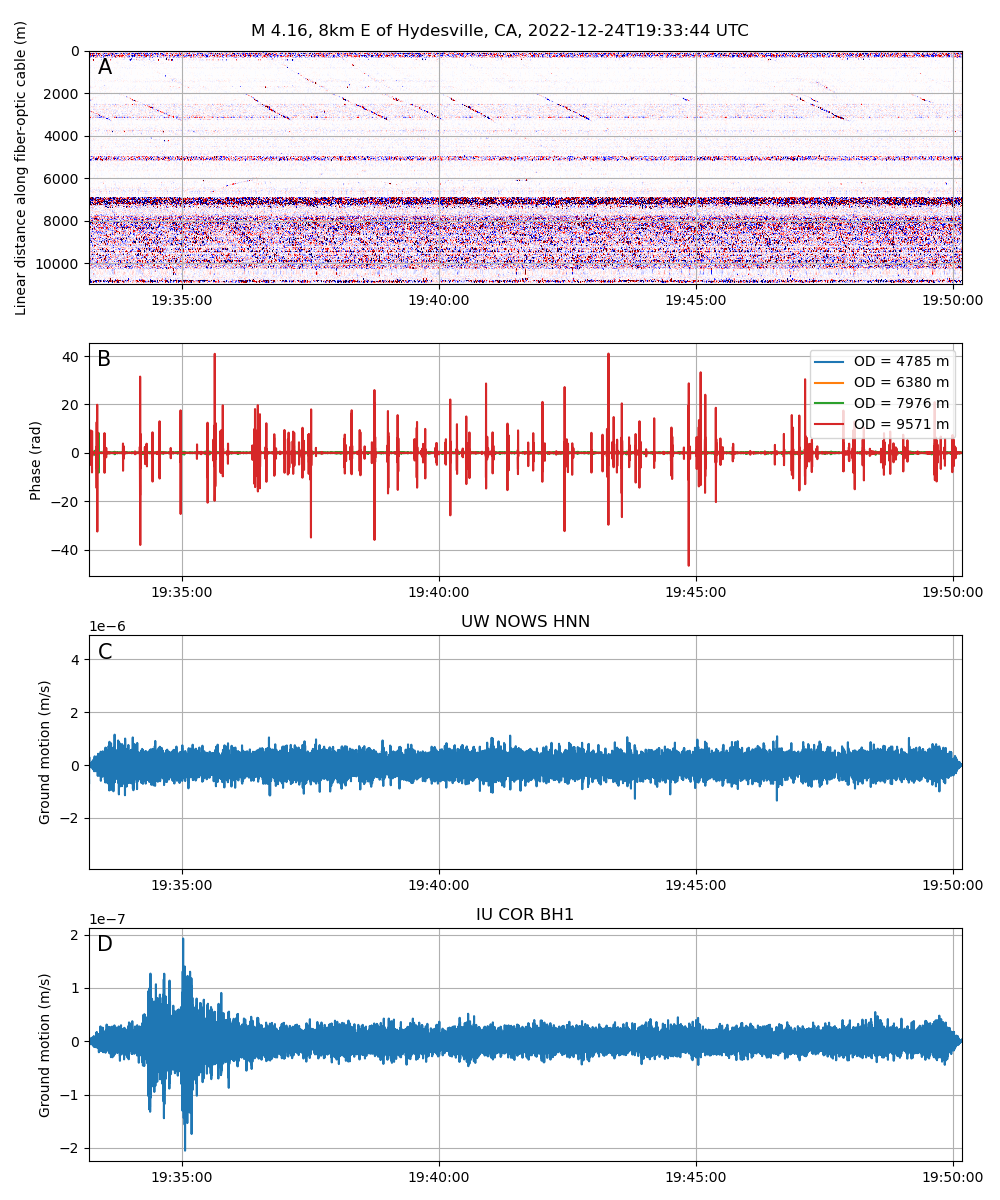 M 4.16, 8km E of Hydesville, CA, 2022-12-24T19:33:44 UTC
Linear distance along fiber-optic cable (m)
A
0
2000
4000
6000
8000
10000
19:35:00 19:40:00 19:45:00 19:50:00
B
Phase (rad)
40
20
0
−20
−40
OD = 4785 m
OD = 6380 m
OD = 7976 m
OD = 9571 m
19:35:00 19:40:00 19:45:00 19:50:00
UW NOWS HNN
1e−6
C
Ground motion (m/s)
4
2
0
−2
19:35:00 19:40:00 19:45:00 19:50:00
IU COR BH1
1e−7
D
Ground motion (m/s)
2
1
0
−1
−2
19:35:00 19:40:00 19:45:00 19:50:00